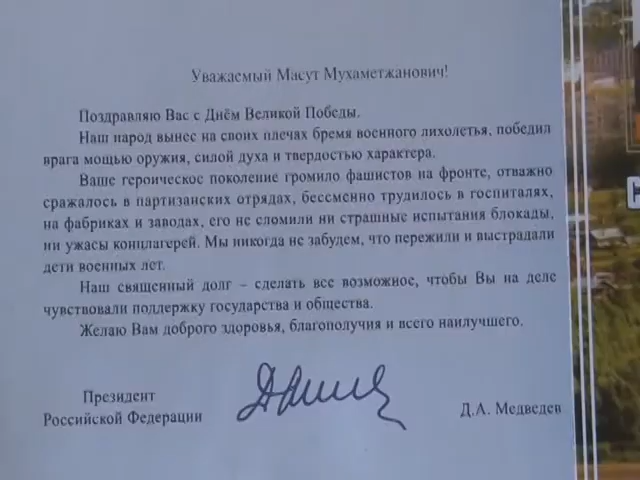 Уважаемый Масут Мухаметжанович!
Поздравляю Вас с Днём Великой Победы.
Наш народ вынес на своих плечах бремя военного лихолетья, победил
врага мощью оружия, силой духа и твердостью характера.
Ваше героическое поколение громило фашистов на фронте, отважно
сражалось в партизанских отрядах, бессменно трудилось в госпиталях,
на фабриках и заводах, его не сломили ни страшные испытания блокады,
ни ужасы концлагерей. Мы никогда не забудем, что пережили и выстрадали
дети военных лет.
Наш священный долг – сделать все возможное, чтобы Вы на деле
чувствовали поддержку государства и общества.
Желаю Вам доброго здоровья, благополучия и всего наилучшего.
Президент
Российской Федерации
Д.А. Медведев